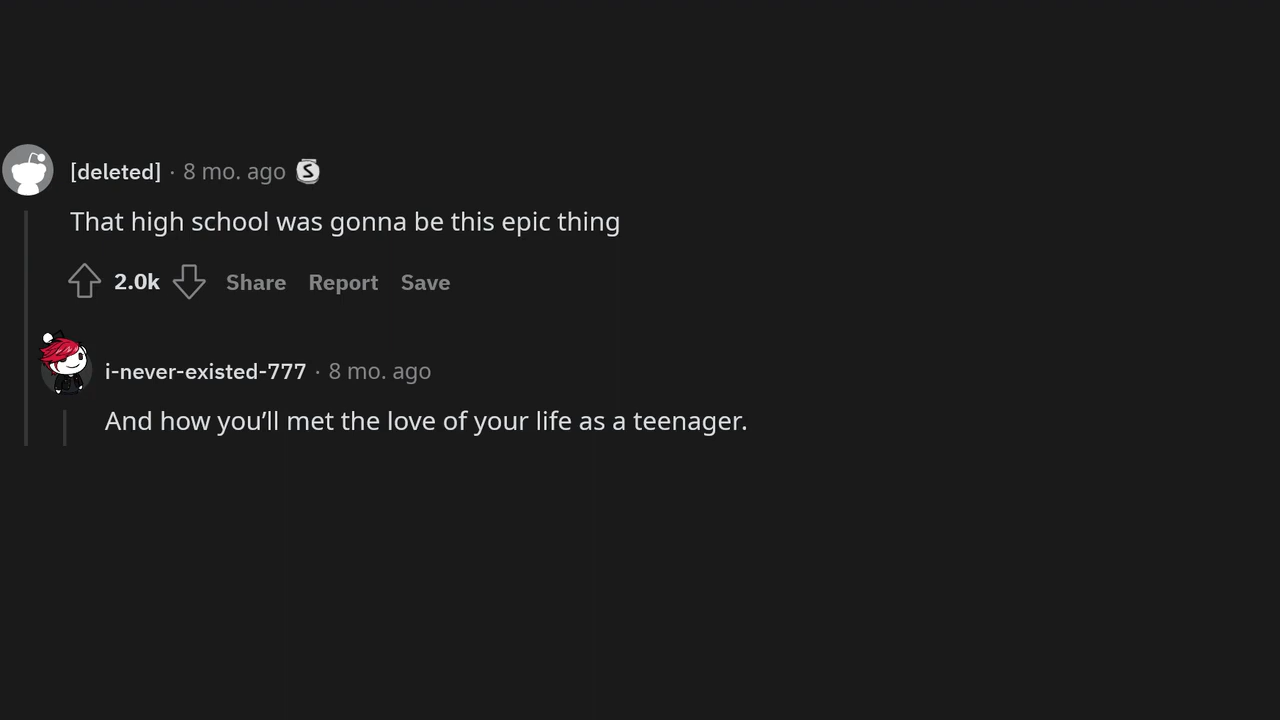 [deleted] · 8 mo. ago S
That high school was gonna be this epic thing
2.0k Share Report Save
i-never-existed-777 · 8 mo. ago
And how you’ll met the love of your life as a teenager.